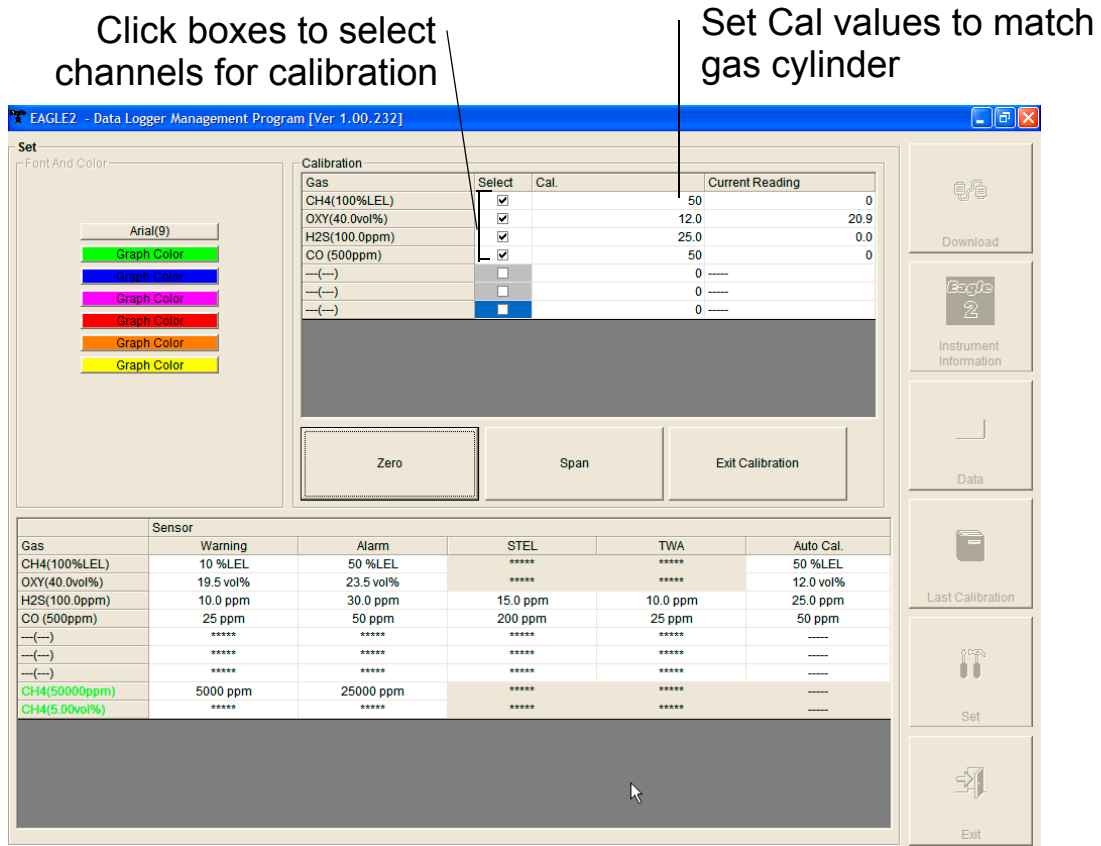 Click boxes to select
channels for calibration
Set Cal values to match
gas cylinder
EAGLE2 - Data Logger Management Program [Ver 1.00.232]
Set
Font And Color
Arial(9)
Graph Color
Graph Color
Graph Color
Graph Color
Graph Color
Graph Color
Calibration
Gas Select Cal. Current Reading
CH4(100%LEL) 50 0
OXY(40.0vol%) 12.0 20.9
H2S(100.0ppm) 25.0 0.0
CO (500ppm) 50 0
---(---) 0 -----
---(---) 0 -----
---(---) 0 -----
Zero Span Exit Calibration
Sensor
Gas Warning Alarm STEL TWA Auto Cal.
CH4(100%LEL) 10 %LEL 50 %LEL ***** ***** 50 %LEL
OXY(40.0vol%) 19.5 vol% 23.5 vol% ***** ***** 12.0 vol%
H2S(100.0ppm) 10.0 ppm 30.0 ppm 15.0 ppm 10.0 ppm 25.0 ppm
CO (500ppm) 25 ppm 50 ppm 200 ppm 25 ppm 50 ppm
---(---) ***** ***** ***** ***** -----
---(---) ***** ***** ***** ***** -----
---(---) ***** ***** ***** ***** -----
CH4(50000ppm) 5000 ppm 25000 ppm ***** ***** -----
CH4(5.00vol%) ***** ***** ***** ***** -----
Download
Eagle
2
Instrument
Information
Data
Last Calibration
Set
Exit